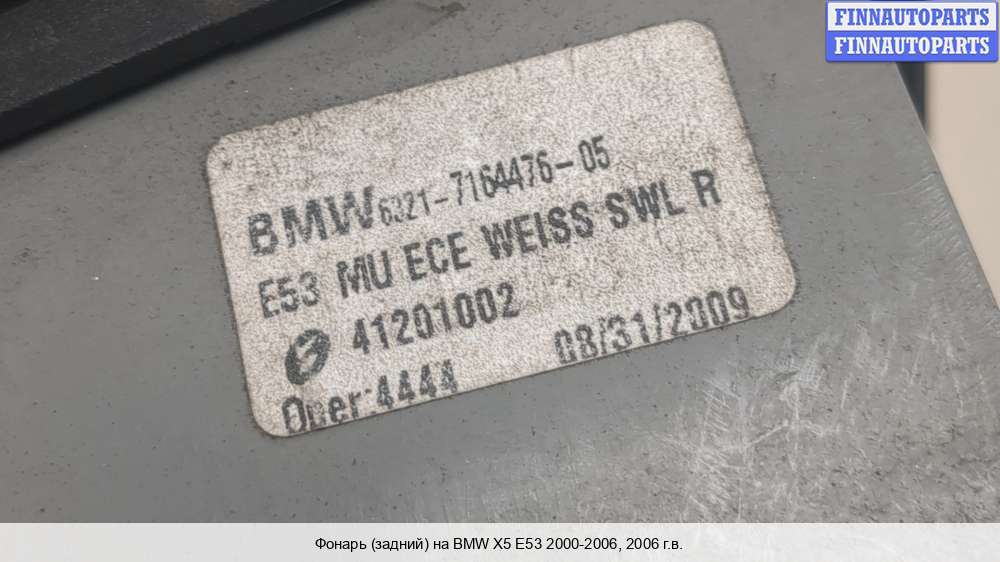 FINNAUTOPARTS
FINNAUTOPARTS
BMW 6321-7164476-05
E53 MU ECE WEISS SWL R
41201002
08/31/2009
Oper:4444
Фонарь (задний) на BMW X5 E53 2000-2006, 2006 г.в.